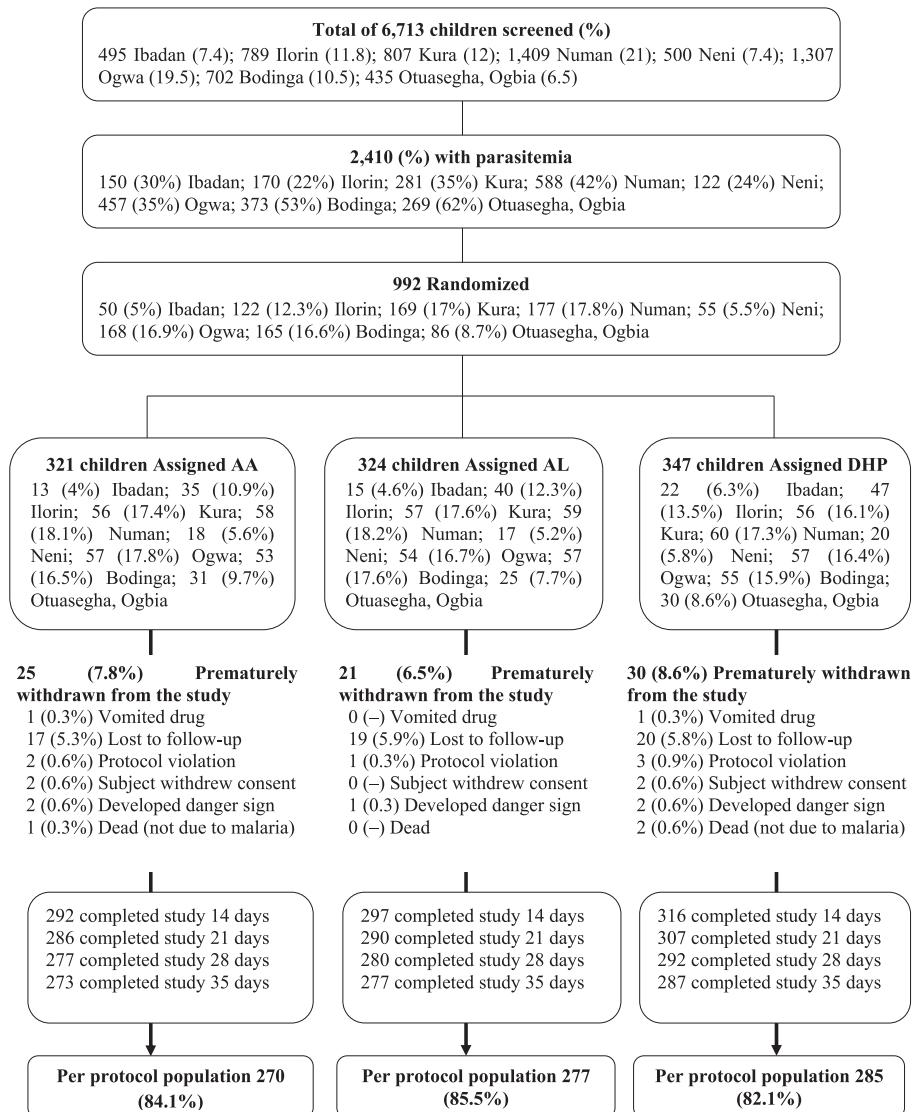 Total of 6,713 children screened (%)
495 Ibadan (7.4); 789 Ilorin (11.8); 807 Kura (12); 1,409 Numan (21); 500 Neni (7.4); 1,307
Ogwa (19.5); 702 Bodinga (10.5); 435 Otuasegha, Ogbia (6.5)
2,410 (%) with parasitemia
150 (30%) Ibadan; 170 (22%) Ilorin; 281 (35%) Kura; 588 (42%) Numan; 122 (24%) Neni;
457 (35%) Ogwa; 373 (53%) Bodinga; 269 (62%) Otuasegha, Ogbia
992 Randomized
50 (5%) Ibadan; 122 (12.3%) Ilorin; 169 (17%) Kura; 177 (17.8%) Numan; 55 (5.5%) Neni;
168 (16.9%) Ogwa; 165 (16.6%) Bodinga; 86 (8.7%) Otuasegha, Ogbia
321 children Assigned AA
13 (4%) Ibadan; 35 (10.9%)
Ilorin; 56 (17.4%) Kura; 58
(18.1%) Numan; 18 (5.6%)
Neni; 57 (17.8%) Ogwa; 53
(16.5%) Bodinga; 31 (9.7%)
Otuasegha, Ogbia
324 children Assigned AL
15 (4.6%) Ibadan; 40 (12.3%)
Ilorin; 57 (17.6%) Kura; 59
(18.2%) Numan; 17 (5.2%)
Neni; 54 (16.7%) Ogwa; 57
(17.6%) Bodinga; 25 (7.7%)
Otuasegha, Ogbia
347 children Assigned DHP
22 (6.3%) Ibadan; 47
(13.5%) Ilorin; 56 (16.1%)
Kura; 60 (17.3%) Numan; 20
(5.8%) Neni; 57 (16.4%)
Ogwa; 55 (15.9%) Bodinga;
30 (8.6%) Otuasegha, Ogbia
25 (7.8%) Prematurely
withdrawn from the study
1 (0.3%) Vomited drug
17 (5.3%) Lost to follow-up
2 (0.6%) Protocol violation
2 (0.6%) Subject withdrew consent
2 (0.6%) Developed danger sign
1 (0.3%) Dead (not due to malaria)
21 (6.5%) Prematurely
withdrawn from the study
0 (–) Vomited drug
19 (5.9%) Lost to follow-up
1 (0.3%) Protocol violation
0 (–) Subject withdrew consent
1 (0.3) Developed danger sign
0 (–) Dead
30 (8.6%) Prematurely withdrawn
from the study
1 (0.3%) Vomited drug
20 (5.8%) Lost to follow-up
3 (0.9%) Protocol violation
2 (0.6%) Subject withdrew consent
2 (0.6%) Developed danger sign
2 (0.6%) Dead (not due to malaria)
292 completed study 14 days
286 completed study 21 days
277 completed study 28 days
273 completed study 35 days
297 completed study 14 days
290 completed study 21 days
280 completed study 28 days
277 completed study 35 days
316 completed study 14 days
307 completed study 21 days
292 completed study 28 days
287 completed study 35 days
Per protocol population 270
(84.1%)
Per protocol population 277
(85.5%)
Per protocol population 285
(82.1%)